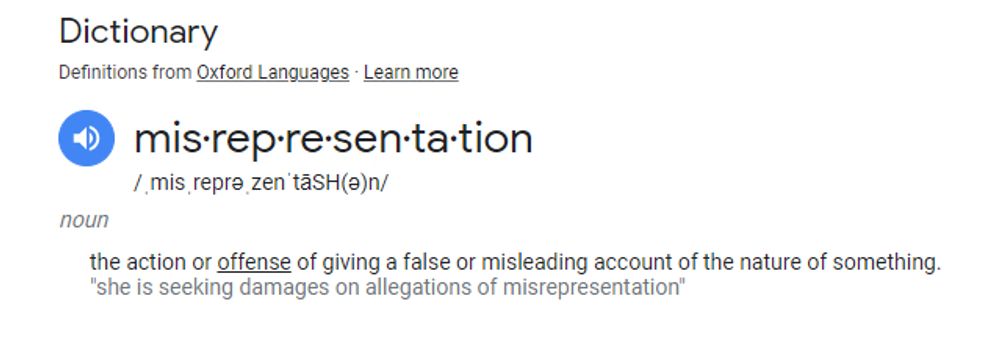 Dictionary
Definitions from Oxford Languages · Learn more
mis·rep·re·sen·ta·tion
/ˌmisˌreprəˌzenˈtāSH(ə)n/
noun
the action or offense of giving a false or misleading account of the nature of something.
"she is seeking damages on allegations of misrepresentation"